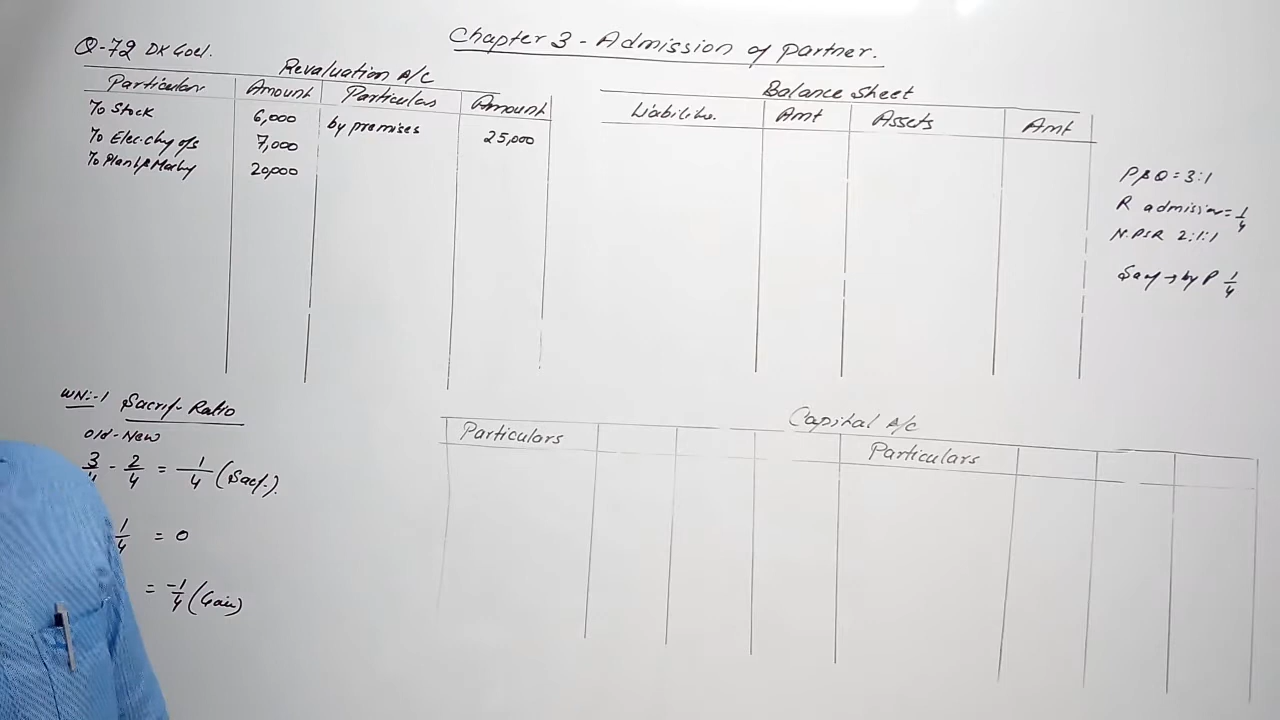 Q-72 DK Goel.
Chapter 3 - Admission of partner.
Revaluation A/c
Particulars Amount Particulars Amount
To Stock 6,000 by premises 25,000
To Elec. chgs 7,000
To Plant & Machy 20,000
Balance Sheet
Liabilities. Amt Assets Amt
P & Q = 3:1
R admission = 1/4
N.PSR 2:1:1
Sacf → by P 1/4
WN:-1 Sacrif- Ratio
Old-New
3/4 - 2/4 = 1/4 (Sacf.)
1/4 = 0
= -1/4 (Gain)
Capital A/c
Particulars Particulars